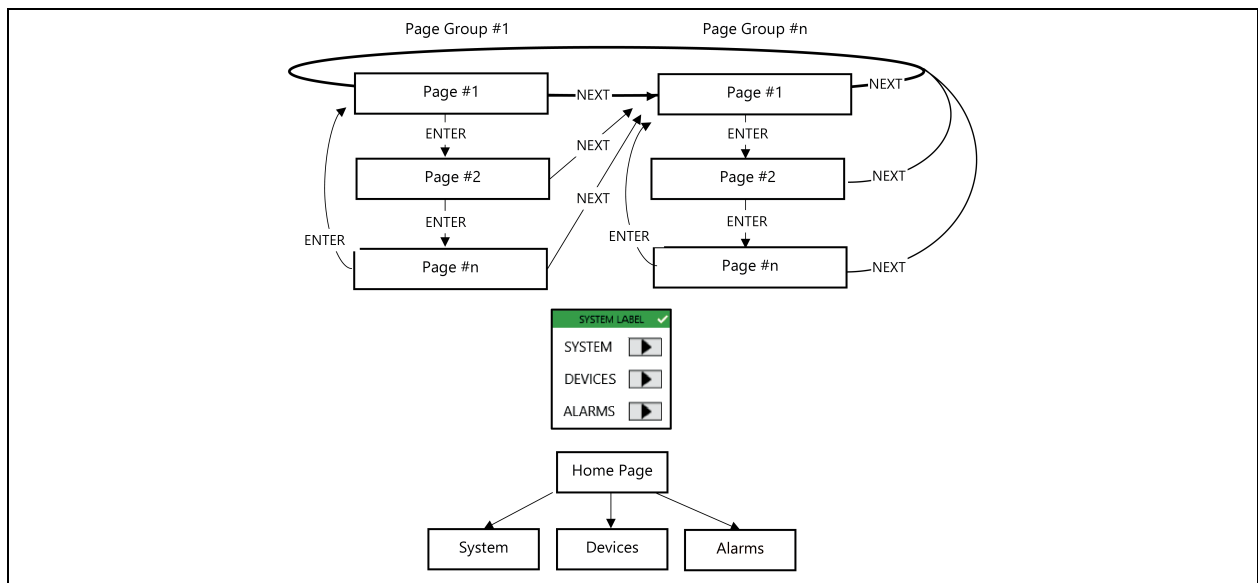 Page Group #1 Page Group #n
Page #1 NEXT Page #1 NEXT
ENTER ENTER
NEXT
Page #2 Page #2 NEXT
NEXT
ENTER ENTER
ENTER ENTER
Page #n Page #n NEXT
SYSTEM LABEL
SYSTEM
DEVICES
ALARMS
Home Page
System Devices Alarms